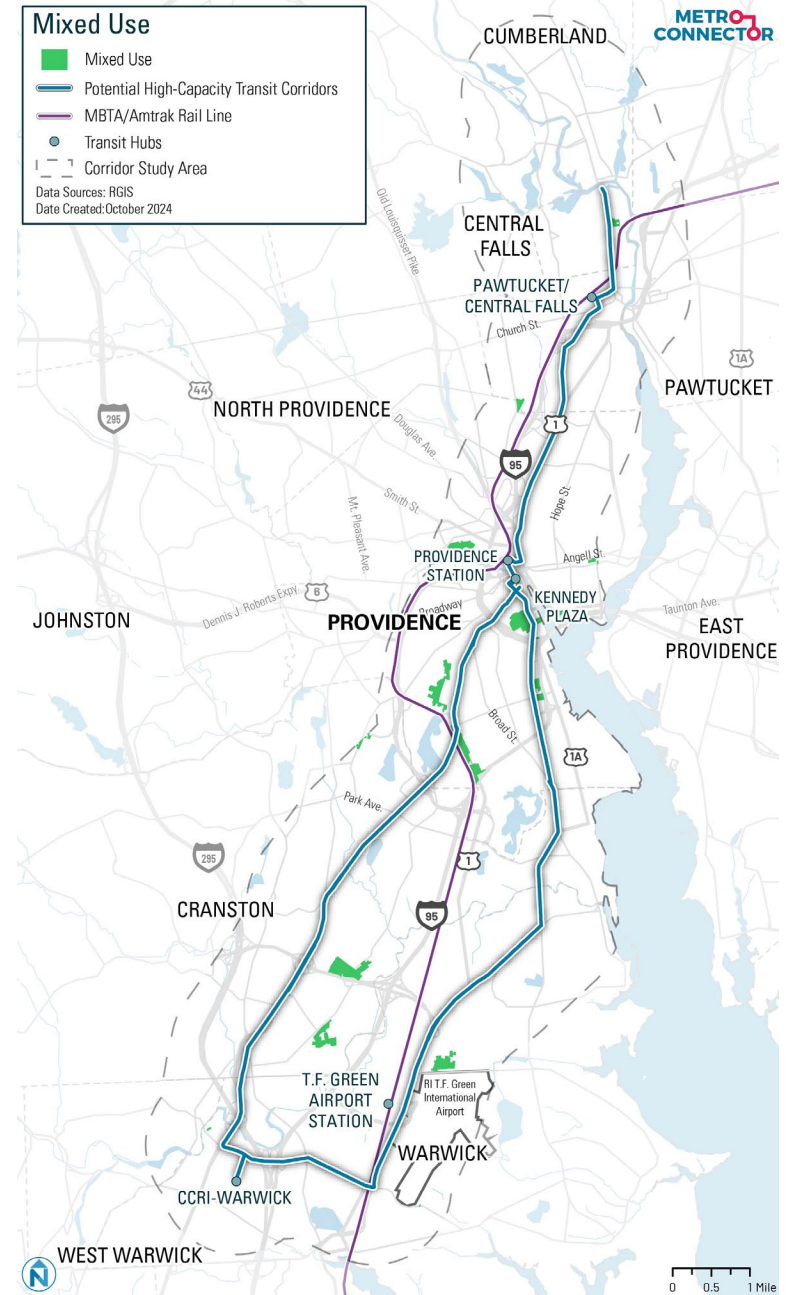 Mixed Use
Mixed Use
Potential High-Capacity Transit Corridors
MBTA/Amtrak Rail Line
Transit Hubs
Corridor Study Area
Data Sources: RGIS
Date Created:October 2024
METRO
CONNECTOR
CUMBERLAND
Old Louisquisset Pike
CENTRAL
FALLS
PAWTUCKET/
CENTRAL FALLS
Church St.
1A
44
PAWTUCKET
NORTH PROVIDENCE
295
Douglas Ave.
1
95
Smith St.
Hope St.
Mt. Pleasant Ave.
PROVIDENCE
STATION
Angell St.
Dennis J. Roberts Expy
6
KENNEDY
PLAZA
Broadway
Taunton Ave.
JOHNSTON
PROVIDENCE
EAST
PROVIDENCE
Broad St.
1A
Park Ave.
295
1
CRANSTON
95
T.F. GREEN
AIRPORT
STATION
RI T.F. Green
International
Airport
WARWICK
CCRI-WARWICK
WEST WARWICK
N
0 0.5 1 Mile